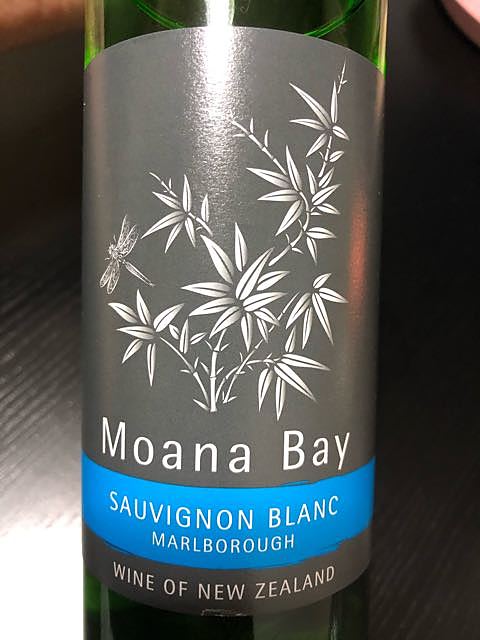 Moana Bay
SAUVIGNON BLANC
MARLBOROUGH
WINE OF NEW ZEALAND